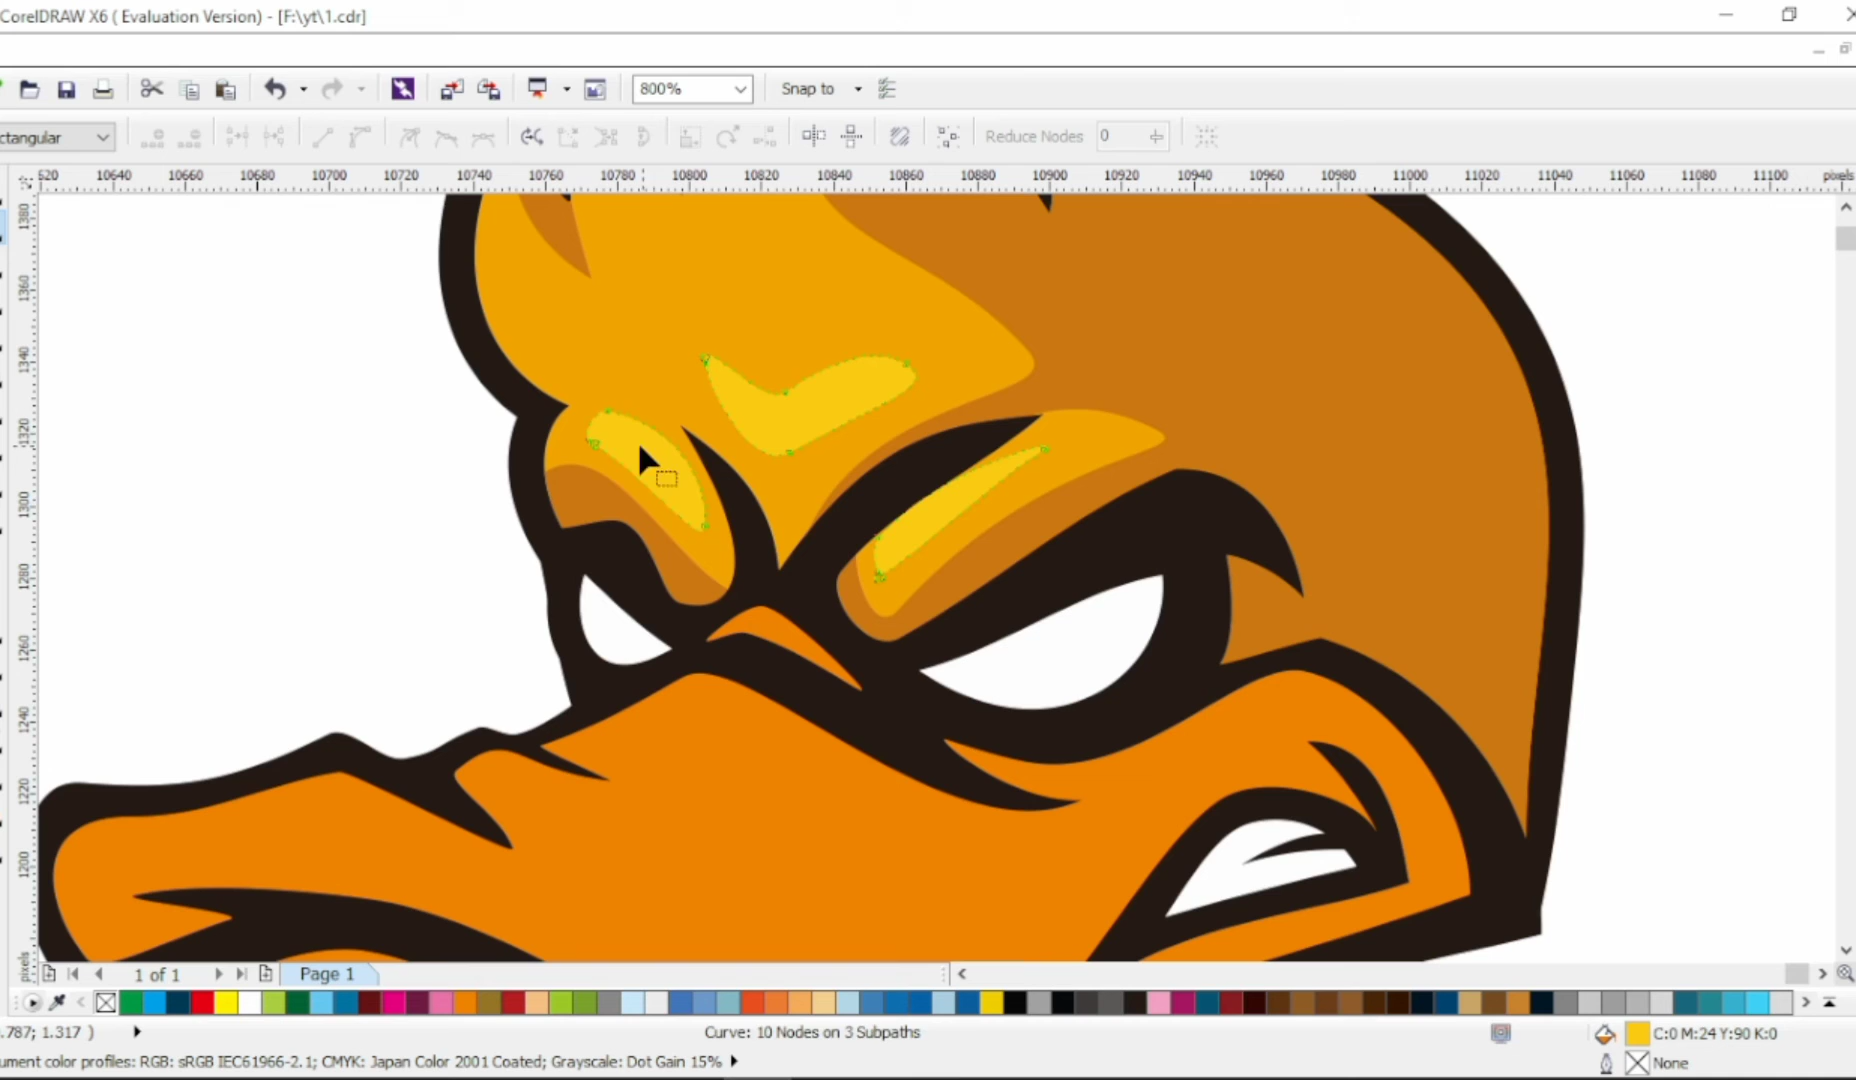 CorelDRAW X6 ( Evaluation Version) - [F:\yt\1.cdr]
800% Snap to
ctangular Reduce Nodes 0
520 10640 10660 10680 10700 10720 10740 10760 10780 10800 10820 10840 10860 10880 10900 10920 10940 10960 10980 11000 11020 11040 11060 11080 11100 pixels
1380
1360
1340
1320
1300
1280
1260
1240
1220
1200
pixels
1 of 1 Page 1
.787; 1.317 ) Curve: 10 Nodes on 3 Subpaths C:0 M:24 Y:90 K:0
ument color profiles: RGB: sRGB IEC61966-2.1; CMYK: Japan Color 2001 Coated; Grayscale: Dot Gain 15% None